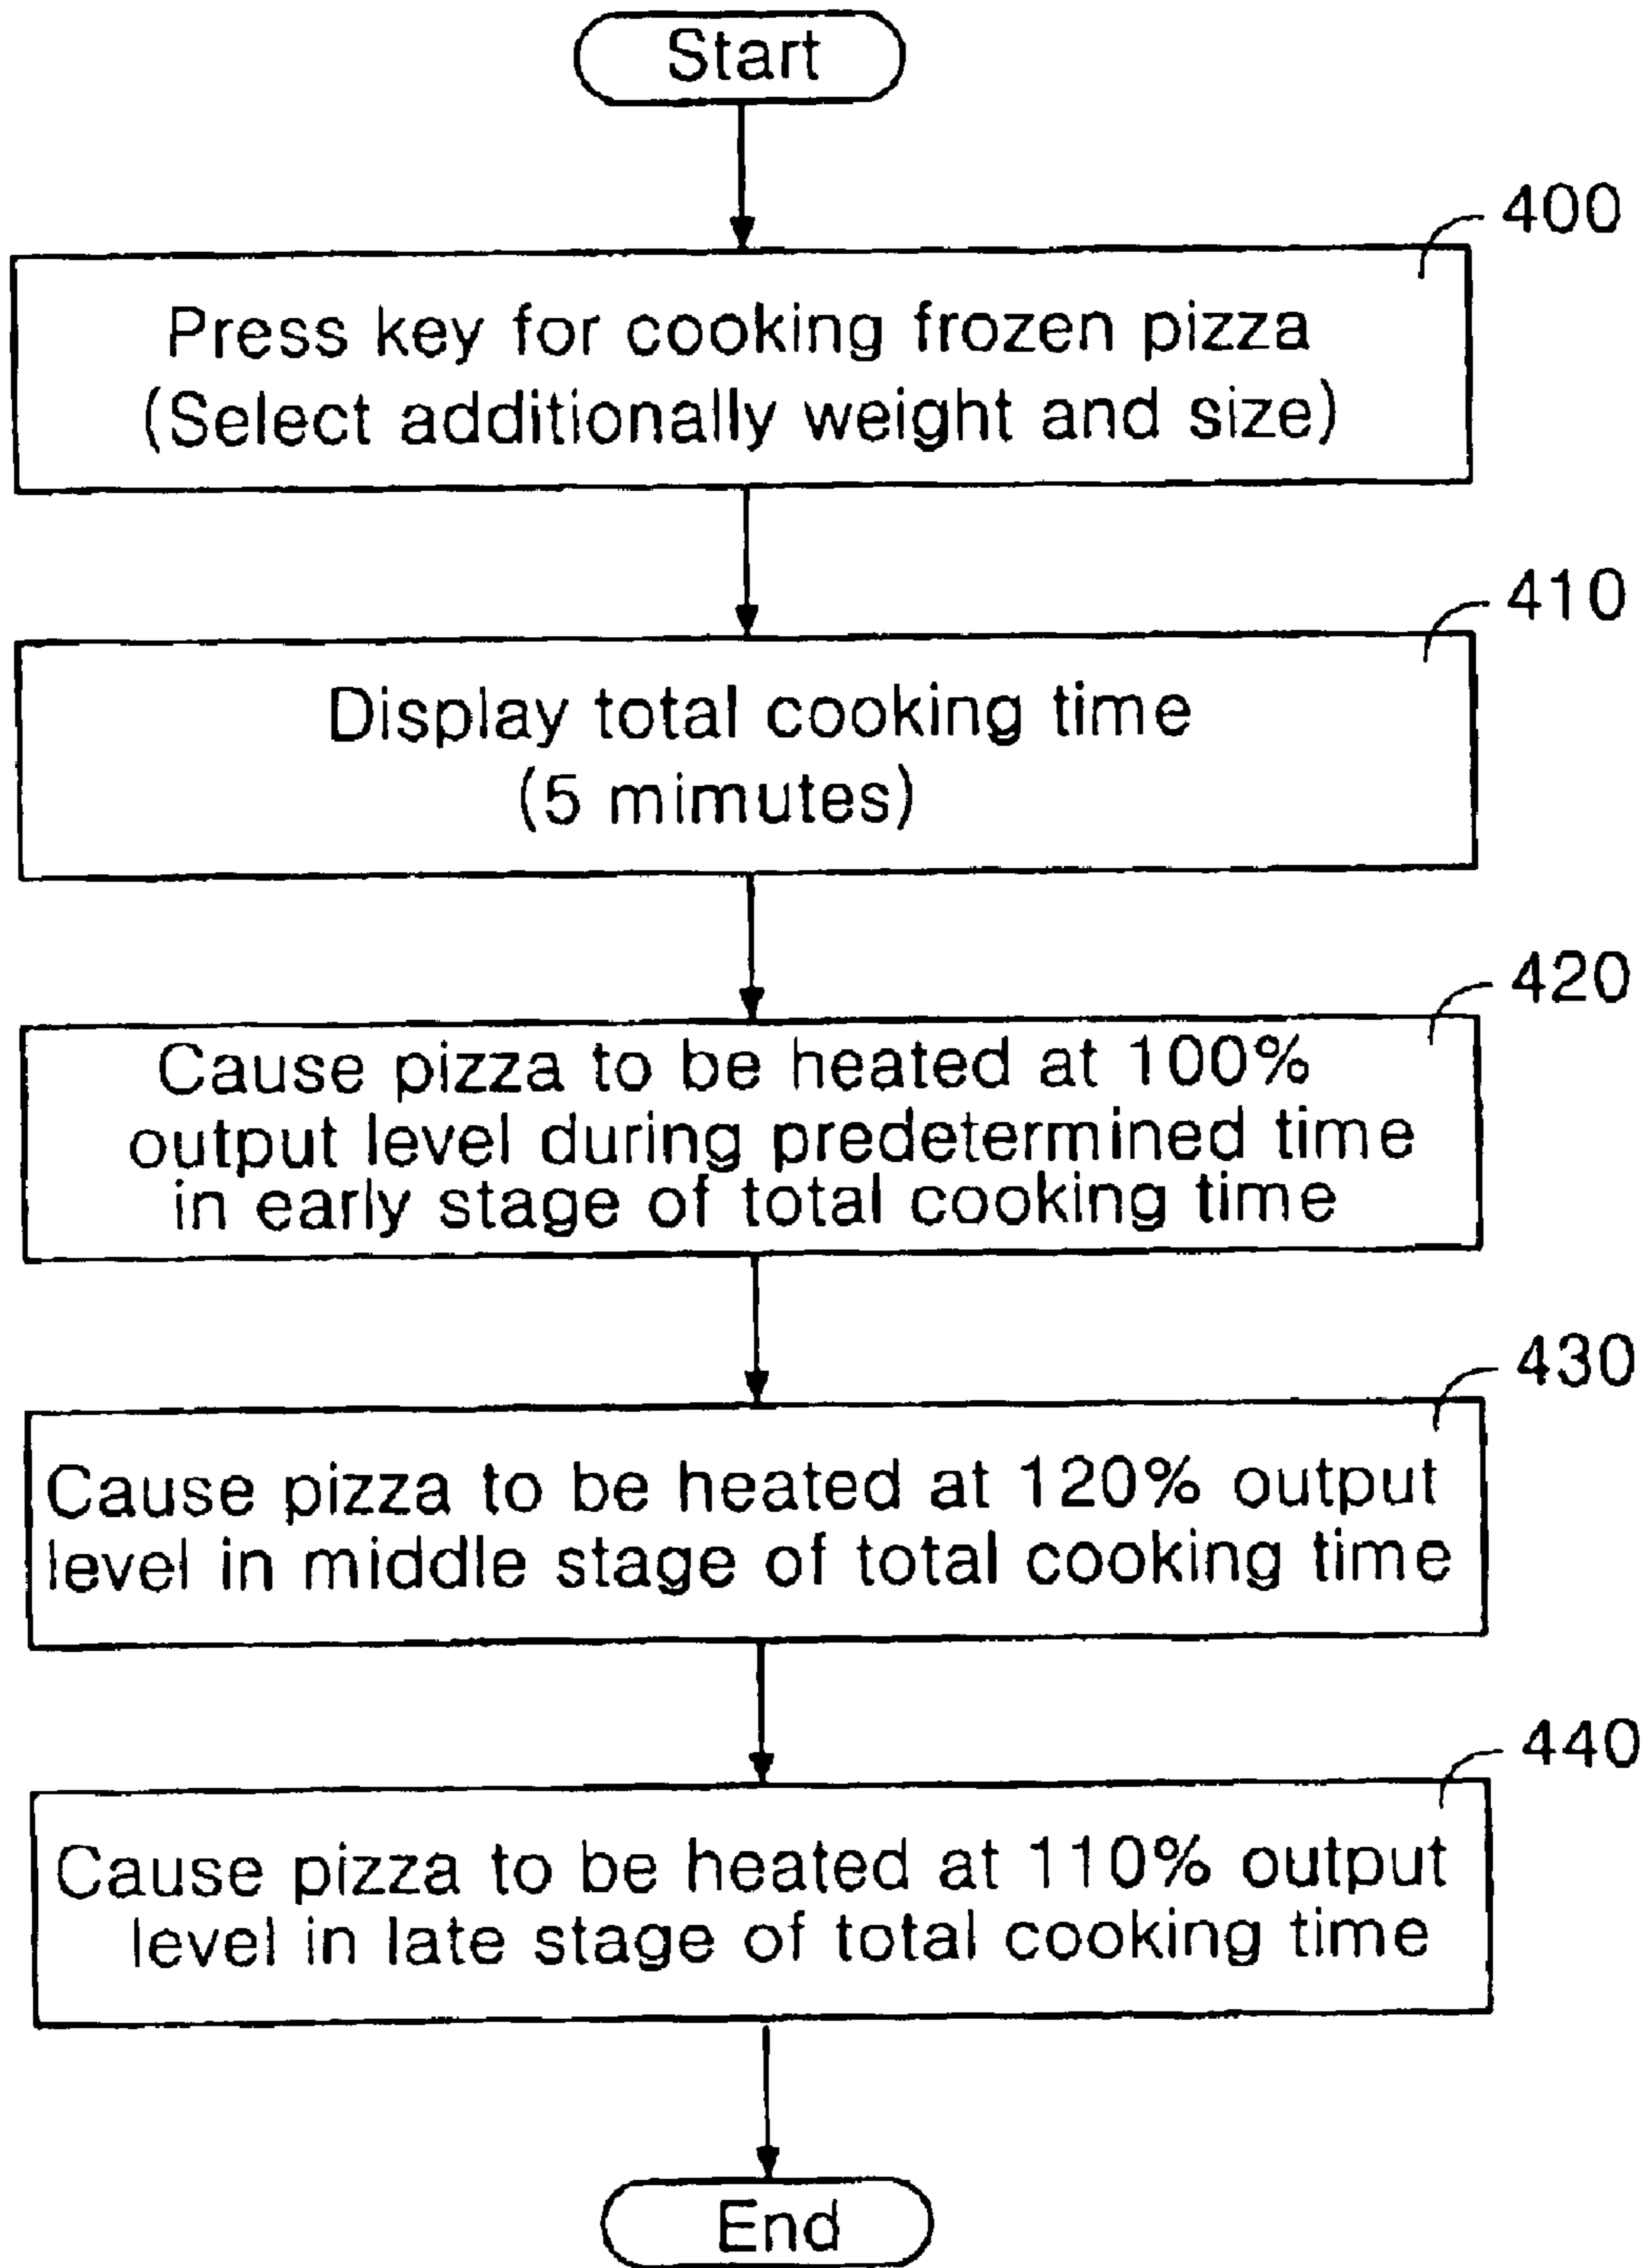 Start
400
Press key for cooking frozen pizza
(Select additionally weight and size)
410
Display total cooking time
(5 mimutes)
420
Cause pizza to be heated at 100%
output level during predetermined time
in early stage of total cooking time
430
Cause pizza to be heated at 120% output
level in middle stage of total cooking time
440
Cause pizza to be heated at 110% output
level in late stage of total cooking time
End